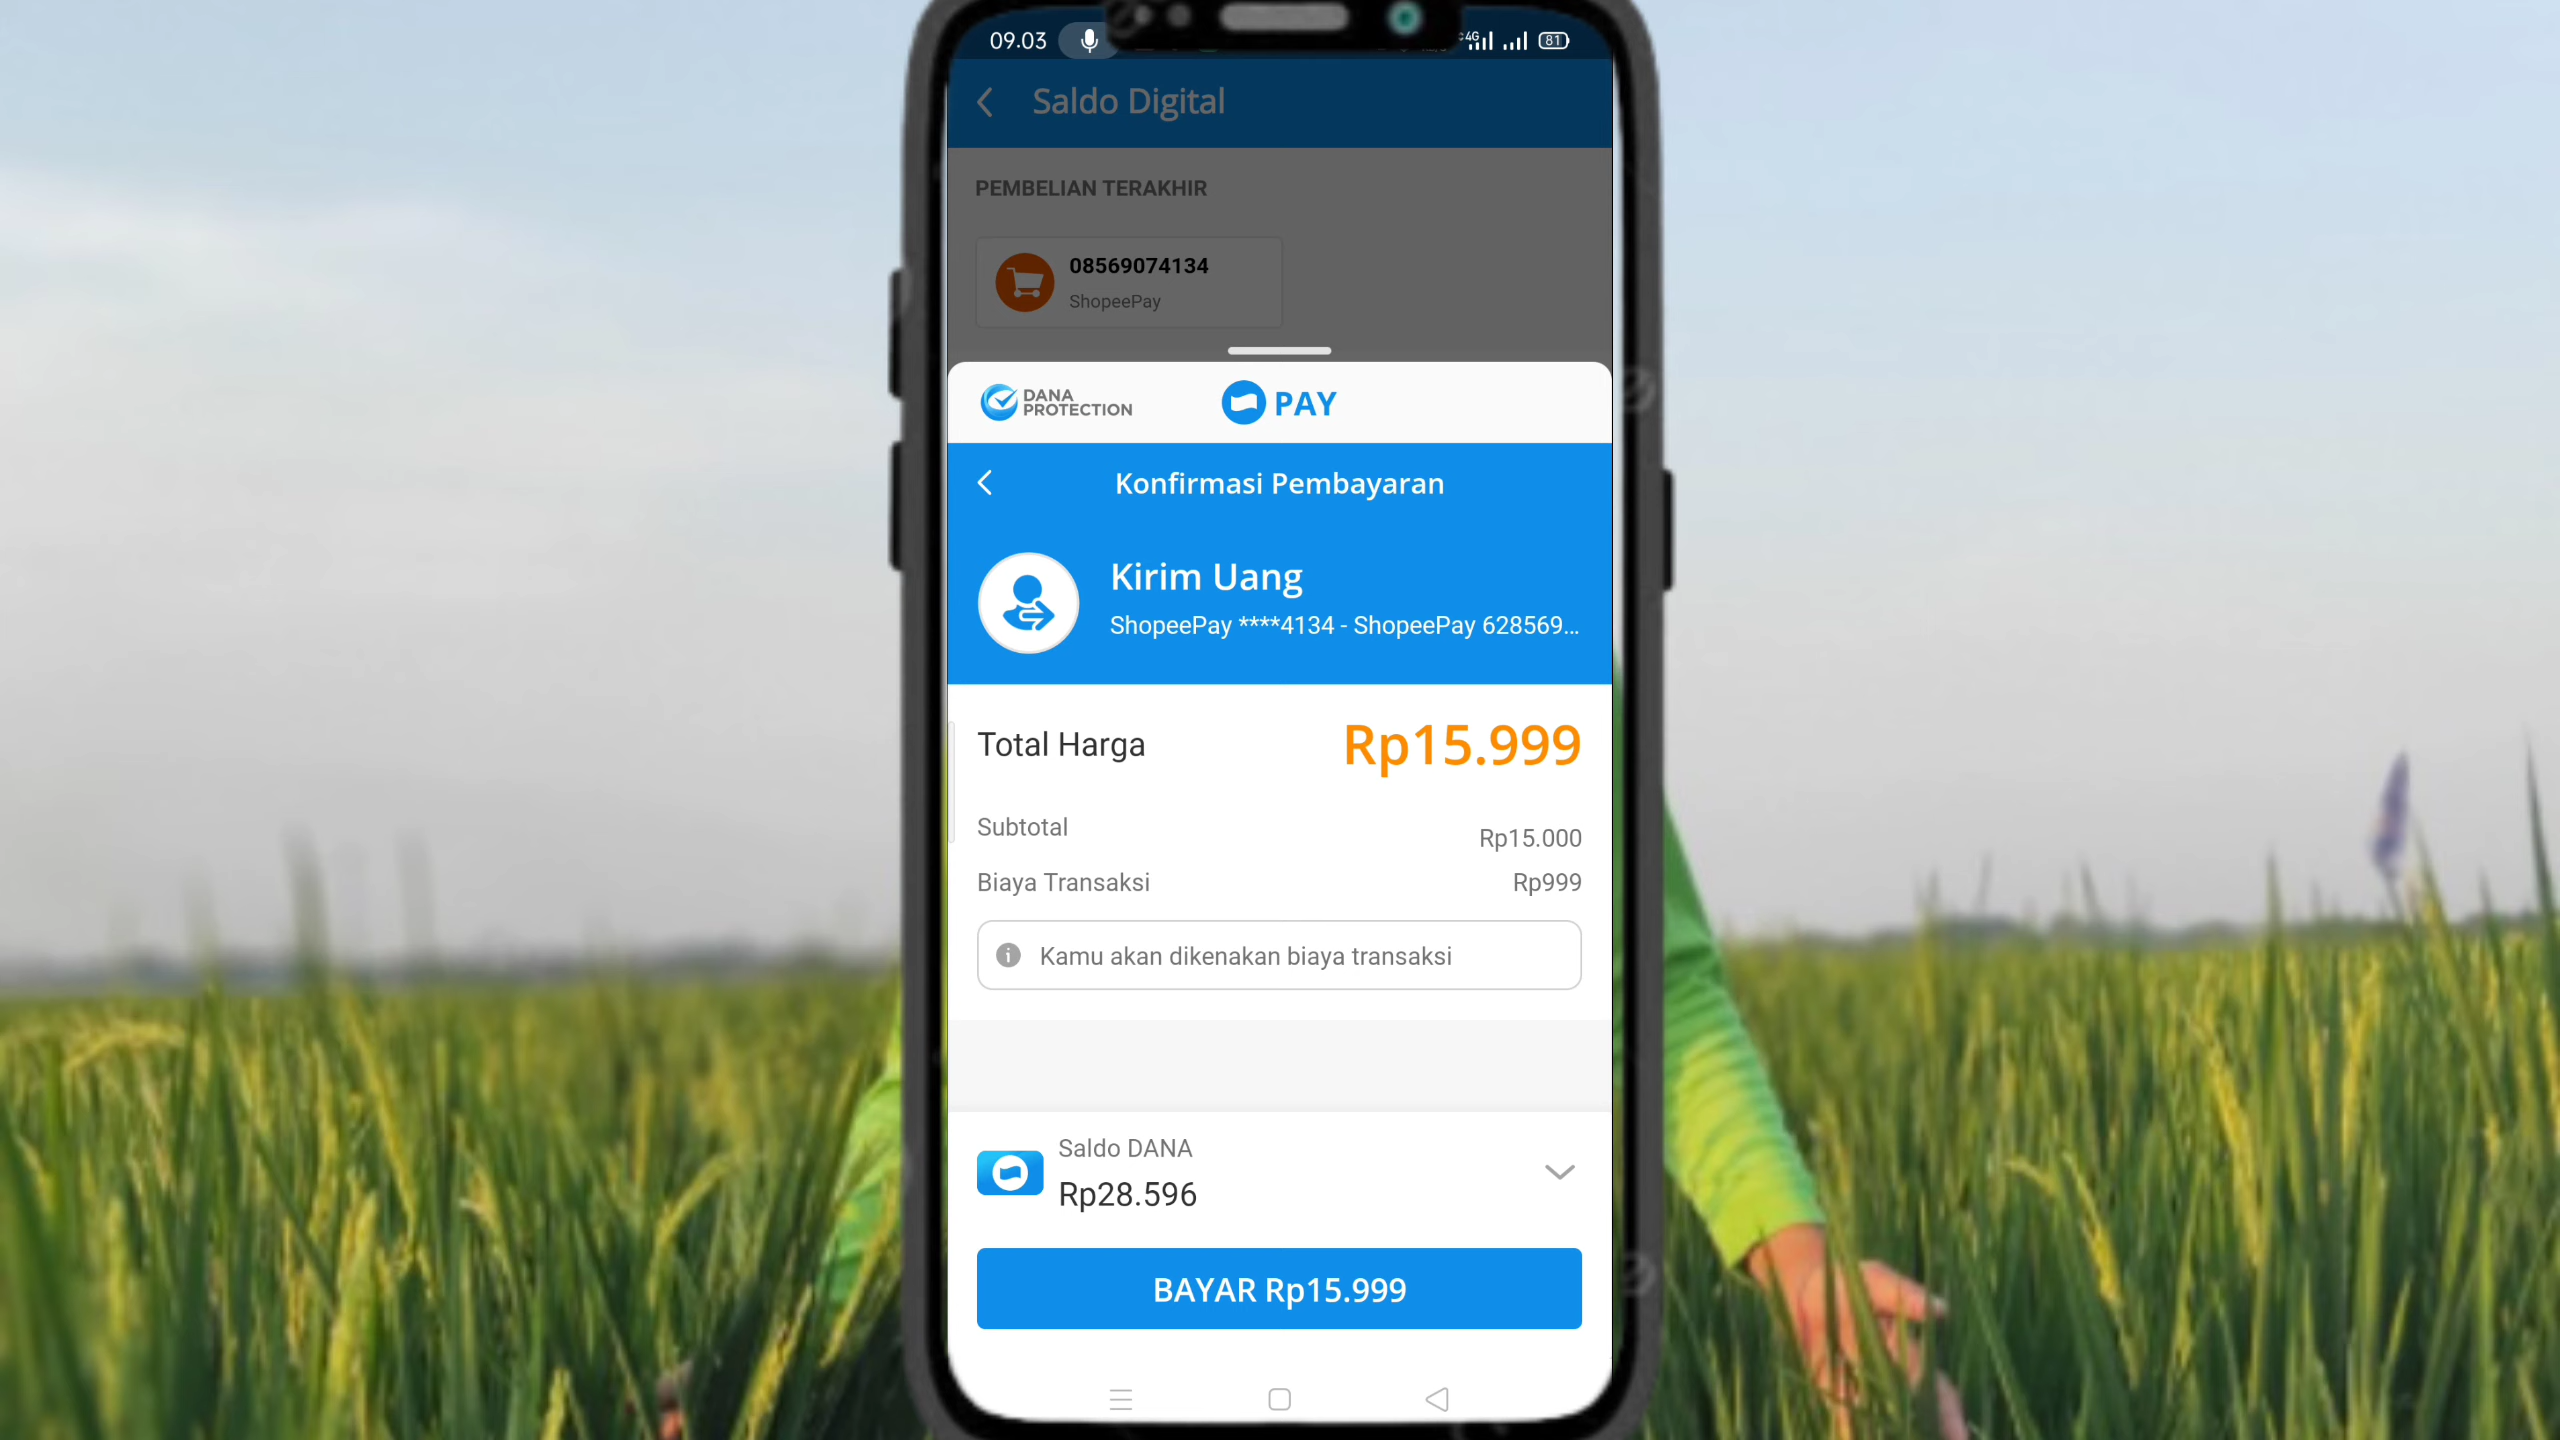 09.03
4G
81
Saldo Digital
PEMBELIAN TERAKHIR
08569074134
ShopeePay
DANA
PROTECTION
PAY
Konfirmasi Pembayaran
Kirim Uang
ShopeePay ****4134 - ShopeePay 628569...
Total Harga
Rp15.999
Subtotal
Rp15.000
Biaya Transaksi
Rp999
Kamu akan dikenakan biaya transaksi
Saldo DANA
Rp28.596
BAYAR Rp15.999